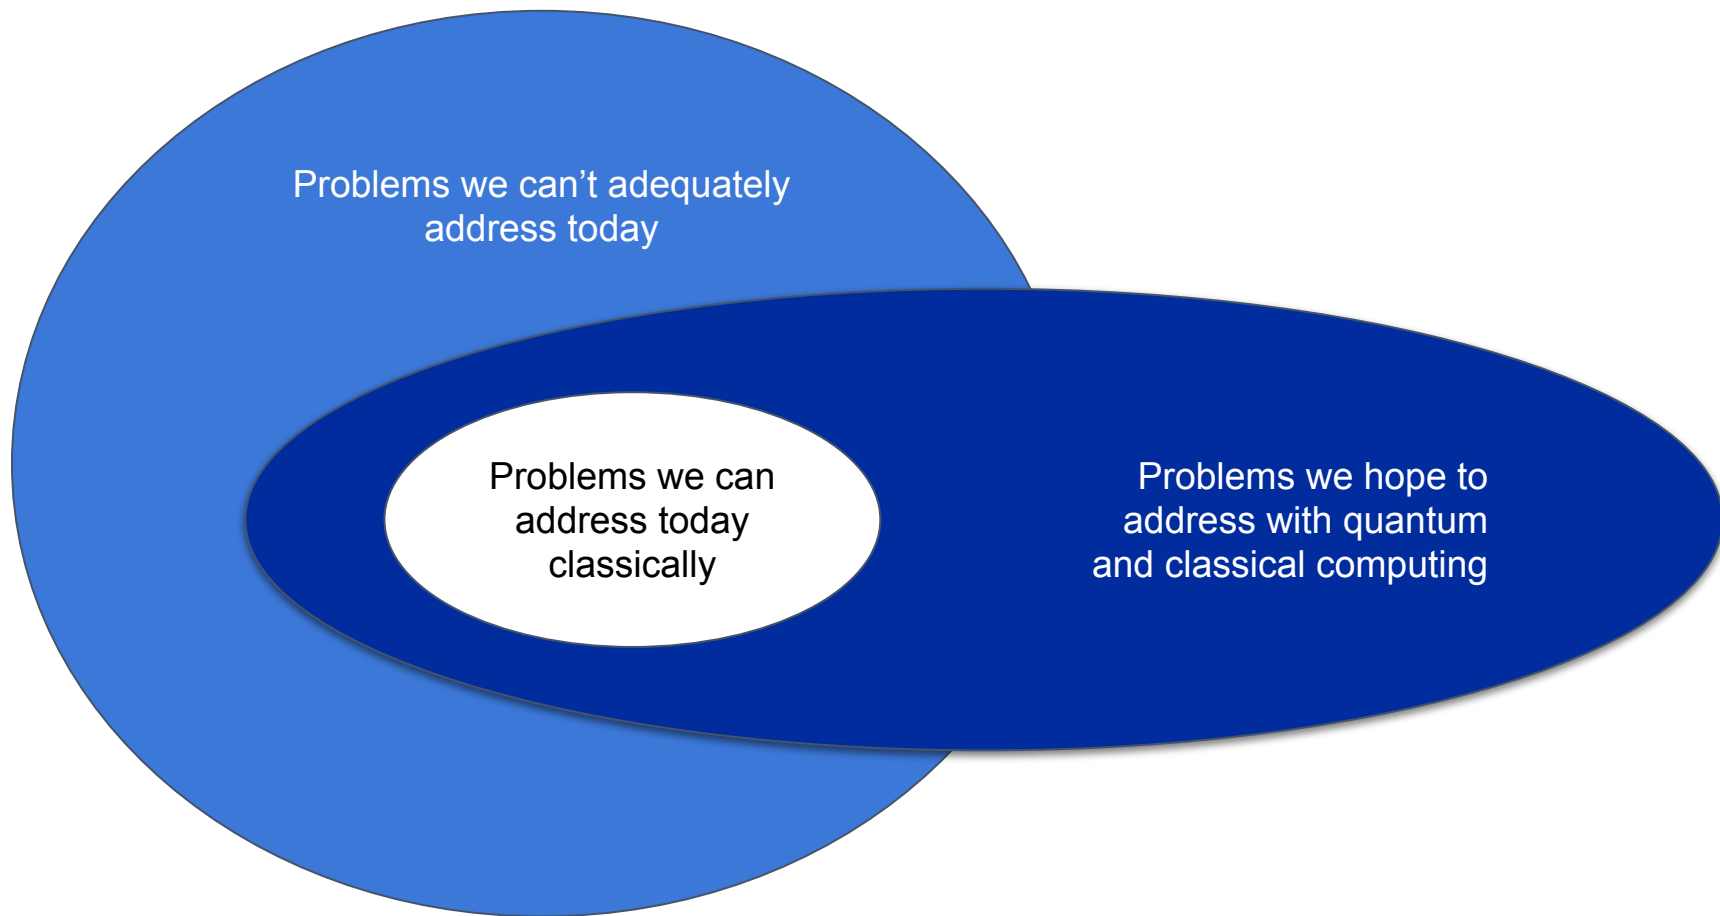 Problems we can’t adequately
address today
Problems we can
address today
classically
Problems we hope to
address with quantum
and classical computing